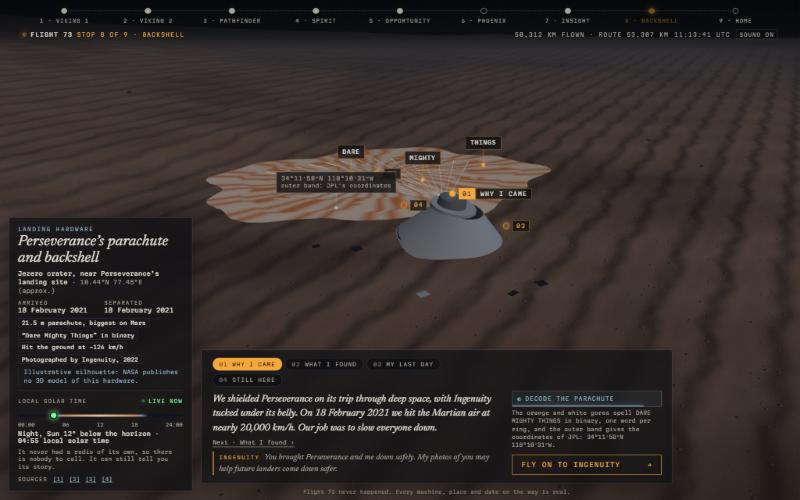 1 · VIKING 1
2 · VIKING 2
3 · PATHFINDER
4 · SPIRIT
5 · OPPORTUNITY
6 · PHOENIX
7 · INSIGHT
8 · BACKSHELL
9 · HOME
FLIGHT 73 STOP 8 OF 9 · BACKSHELL
50,312 KM FLOWN · ROUTE 53,307 KM 11:13:41 UTC SOUND ON
DARE
MIGHTY
THINGS
34°11'58"N 118°10'31"W
outer band: JPL's coordinates
01 WHY I CAME
04
03
LANDING HARDWARE
Perseverance's parachute
and backshell
Jezero crater, near Perseverance's
landing site · 18.44°N 77.45°E
(approx.)
ARRIVED
18 February 2021
SEPARATED
18 February 2021
21.5 m parachute, biggest on Mars
"Dare Mighty Things" in binary
Hit the ground at ~126 km/h
Photographed by Ingenuity, 2022
Illustrative silhouette: NASA publishes
no 3D model of this hardware.
LOCAL SOLAR TIME
LIVE NOW
00:00 06 12 18 24:00
Night, Sun 12° below the horizon ·
04:55 local solar time
It never had a radio of its own, so there
is nobody to call. It can still tell you
its story.
SOURCES [1] [2] [3] [4]
01 WHY I CAME
02 WHAT I FOUND
03 MY LAST DAY
04 STILL HERE
We shielded Perseverance on its trip through deep space, with Ingenuity
tucked under its belly. On 18 February 2021 we hit the Martian air at
nearly 20,000 km/h. Our job was to slow everyone down.
Next · What I found ›
INGENUITY You brought Perseverance and me down safely. My photos of you may
help future landers come down safer.
DECODE THE PARACHUTE
The orange and white gores spell DARE
MIGHTY THINGS in binary, one word per
ring, and the outer band gives the
coordinates of JPL: 34°11'58"N
118°10'31"W.
FLY ON TO INGENUITY →
Flight 73 never happened. Every machine, place and date on the way is real.